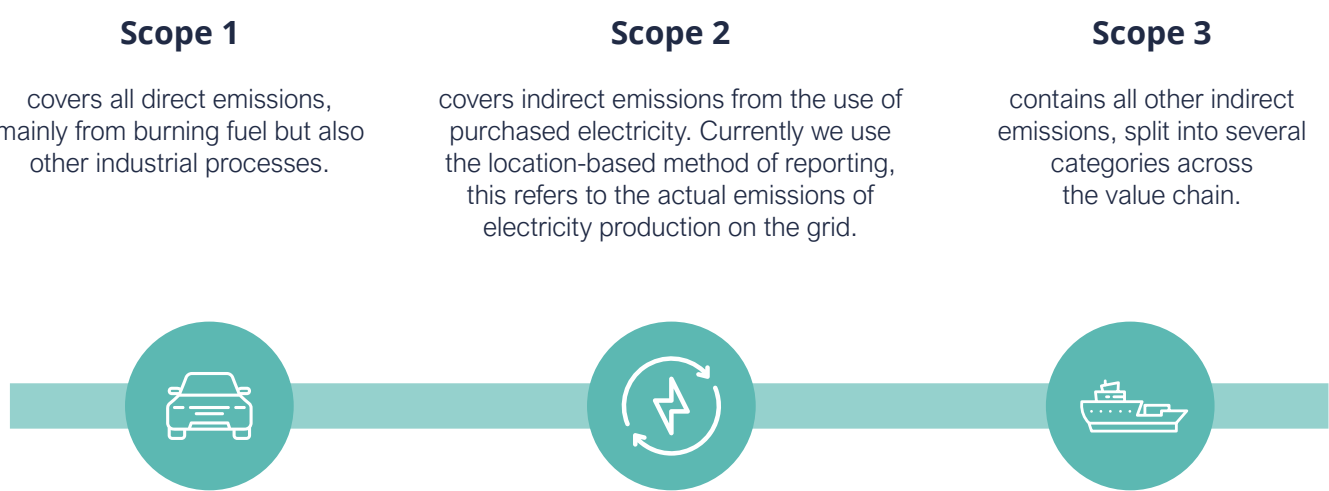 Scope 1
covers all direct emissions,
mainly from burning fuel but also
other industrial processes.
Scope 2
covers indirect emissions from the use of
purchased electricity. Currently we use
the location-based method of reporting,
this refers to the actual emissions of
electricity production on the grid.
Scope 3
contains all other indirect
emissions, split into several
categories across
the value chain.